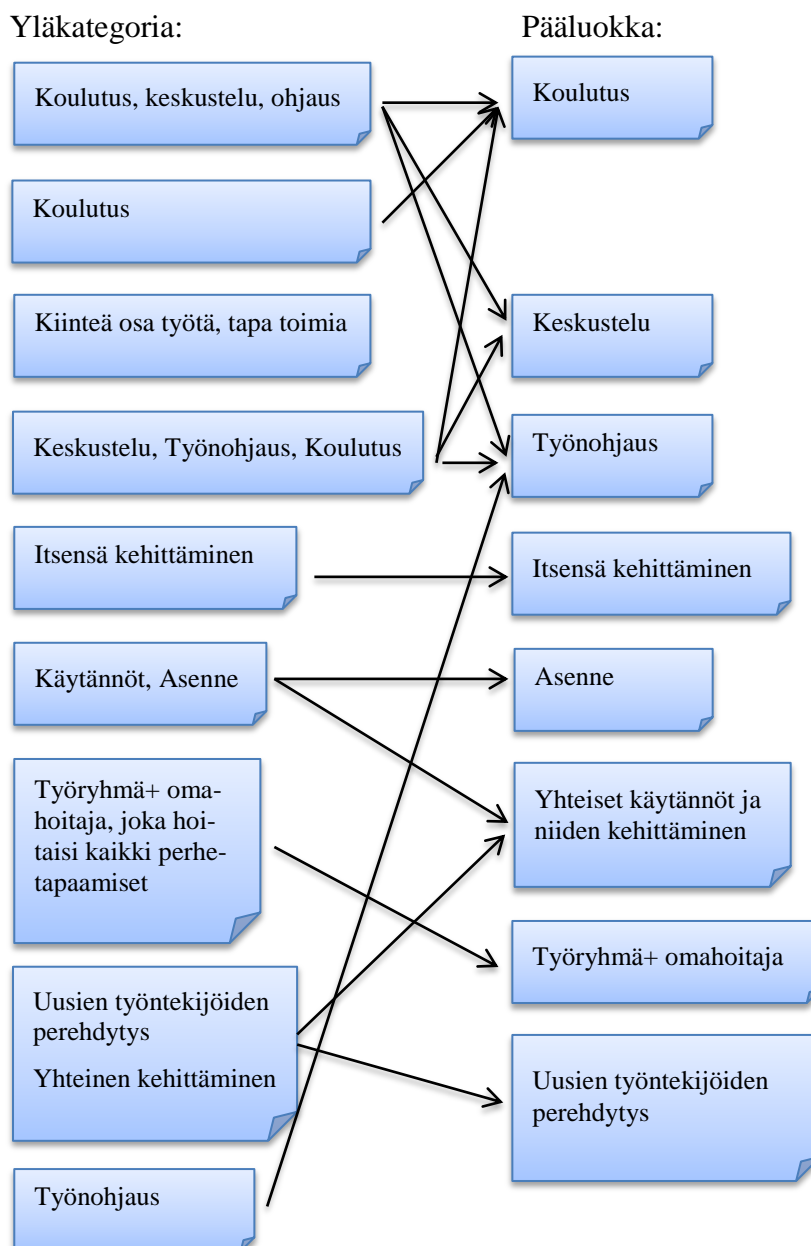 Yläkategoria:
Pääluokka:
Koulutus, keskustelu, ohjaus
Koulutus
Kiinteä osa työtä, tapa toimia
Keskustelu, Työnohjaus, Koulutus
Itsensä kehittäminen
Käytännöt, Asenne
Työryhmä+ oma-
hoitaja, joka hoi-
taisi kaikki perhe-
tapaamiset
Uusien työntekijöiden
perehdytys
Yhteinen kehittäminen
Työnohjaus
Koulutus
Keskustelu
Työnohjaus
Itsensä kehittäminen
Asenne
Yhteiset käytännöt ja
niiden kehittäminen
Työryhmä+ omahoitaja
Uusien työntekijöiden
perehdytys